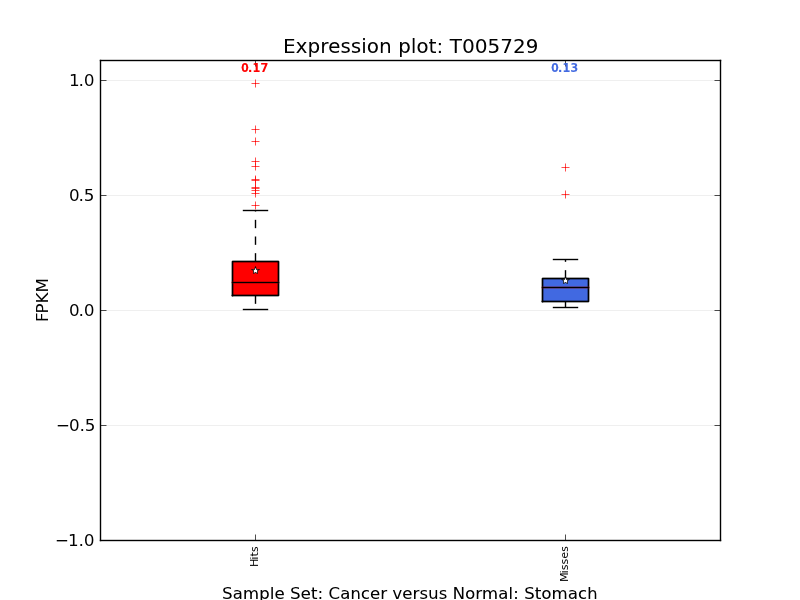 Expression plot: T005729
0.17
0.13
1.0
0.5
0.0
−0.5
−1.0
FPKM
Hits
Misses
Sample Set: Cancer versus Normal: Stomach